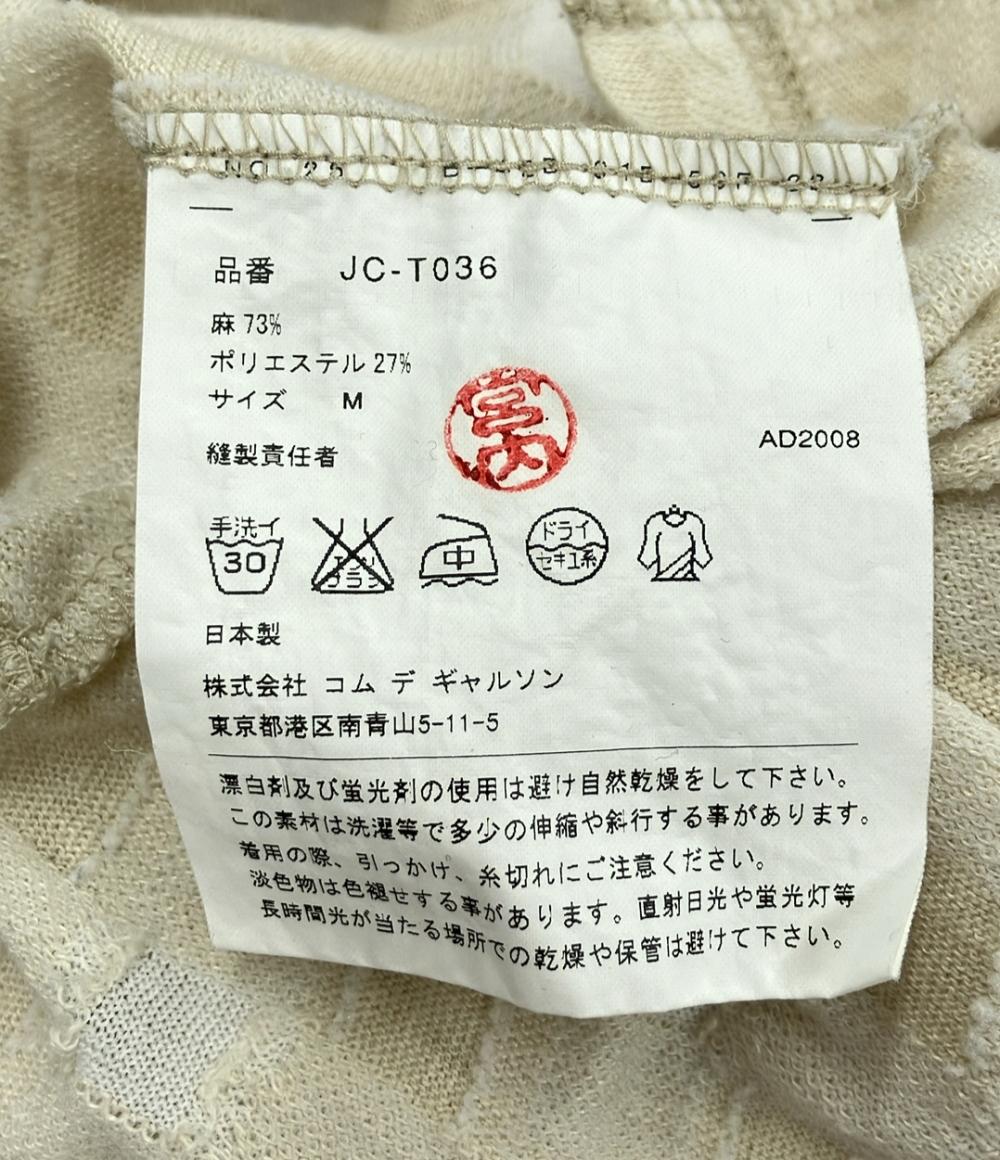 品番 JC-T036
麻 73%
ポリエステル 27%
サイズ M
縫製責任者 宮内
AD2008
手洗イ 30 エンソ サラシ 中 ドライ セキユ系
日本製
株式会社 コム デ ギャルソン
東京都港区南青山5-11-5
漂白剤及び蛍光剤の使用は避け自然乾燥をして下さい。
この素材は洗濯等で多少の伸縮や斜行する事があります。
着用の際、引っかけ、糸切れにご注意ください。
淡色物は色褪せする事があります。直射日光や蛍光灯等
長時間光が当たる場所での乾燥や保管は避けて下さい。